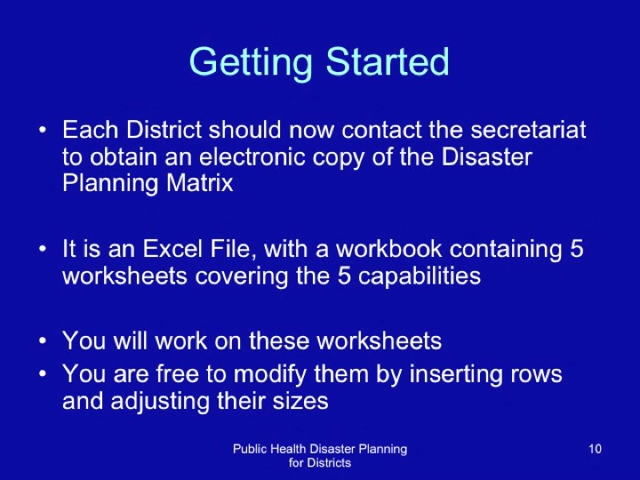 Getting Started
• Each District should now contact the secretariat
to obtain an electronic copy of the Disaster
Planning Matrix
• It is an Excel File, with a workbook containing 5
worksheets covering the 5 capabilities
• You will work on these worksheets
• You are free to modify them by inserting rows
and adjusting their sizes
Public Health Disaster Planning
for Districts
10